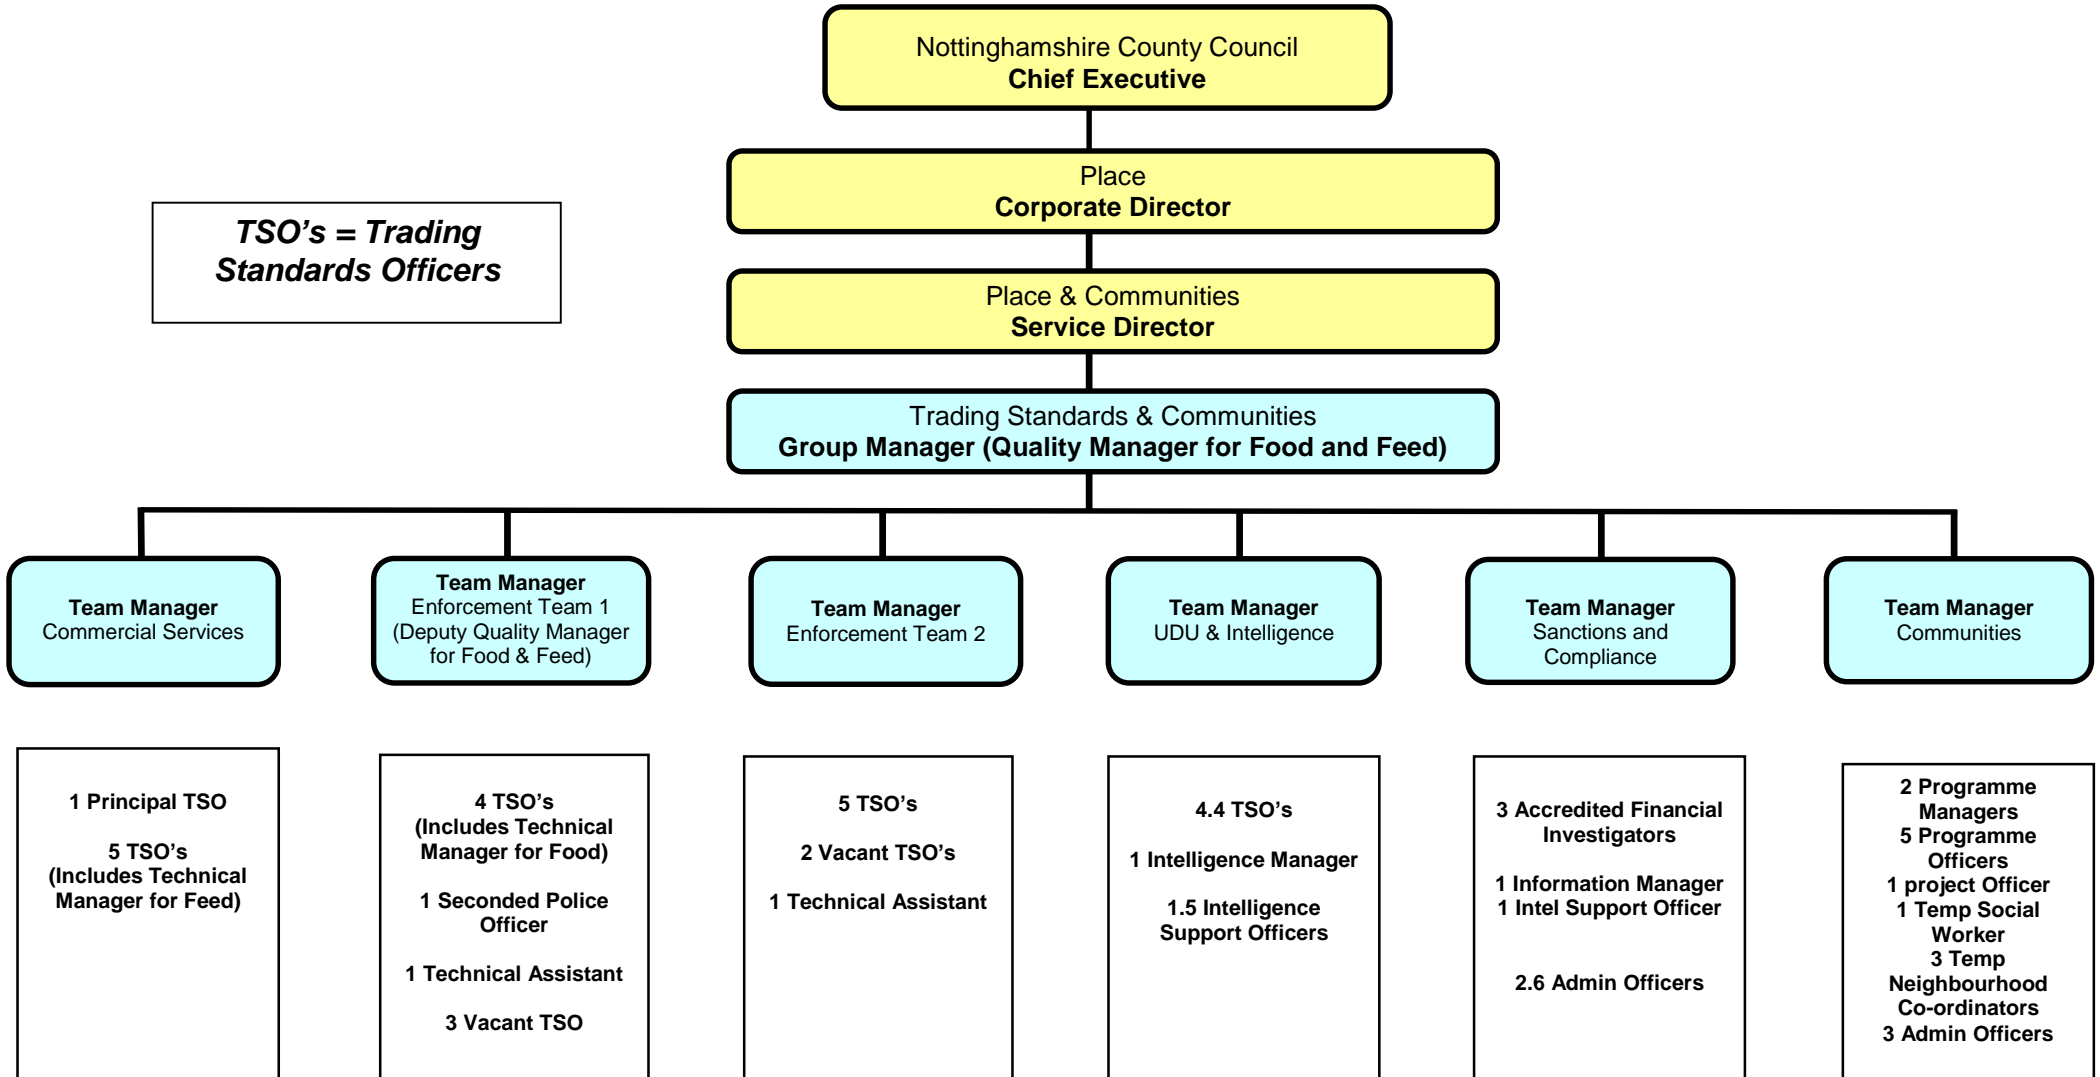 Nottinghamshire County Council
Chief Executive
Place
Corporate Director
TSO's = Trading
Standards Officers
Place & Communities
Service Director
Trading Standards & Communities
Group Manager (Quality Manager for Food and Feed)
Team Manager
Commercial Services
Team Manager
Enforcement Team 1
(Deputy Quality Manager
for Food & Feed)
Team Manager
Enforcement Team 2
Team Manager
UDU & Intelligence
Team Manager
Sanctions and
Compliance
Team Manager
Communities
1 Principal TSO
5 TSO's
(Includes Technical
Manager for Feed)
4 TSO's
(Includes Technical
Manager for Food)
1 Seconded Police
Officer
1 Technical Assistant
3 Vacant TSO
5 TSO's
2 Vacant TSO's
1 Technical Assistant
4.4 TSO's
1 Intelligence Manager
1.5 Intelligence
Support Officers
3 Accredited Financial
Investigators
1 Information Manager
1 Intel Support Officer
2.6 Admin Officers
2 Programme
Managers
5 Programme
Officers
1 project Officer
1 Temp Social
Worker
3 Temp
Neighbourhood
Co-ordinators
3 Admin Officers